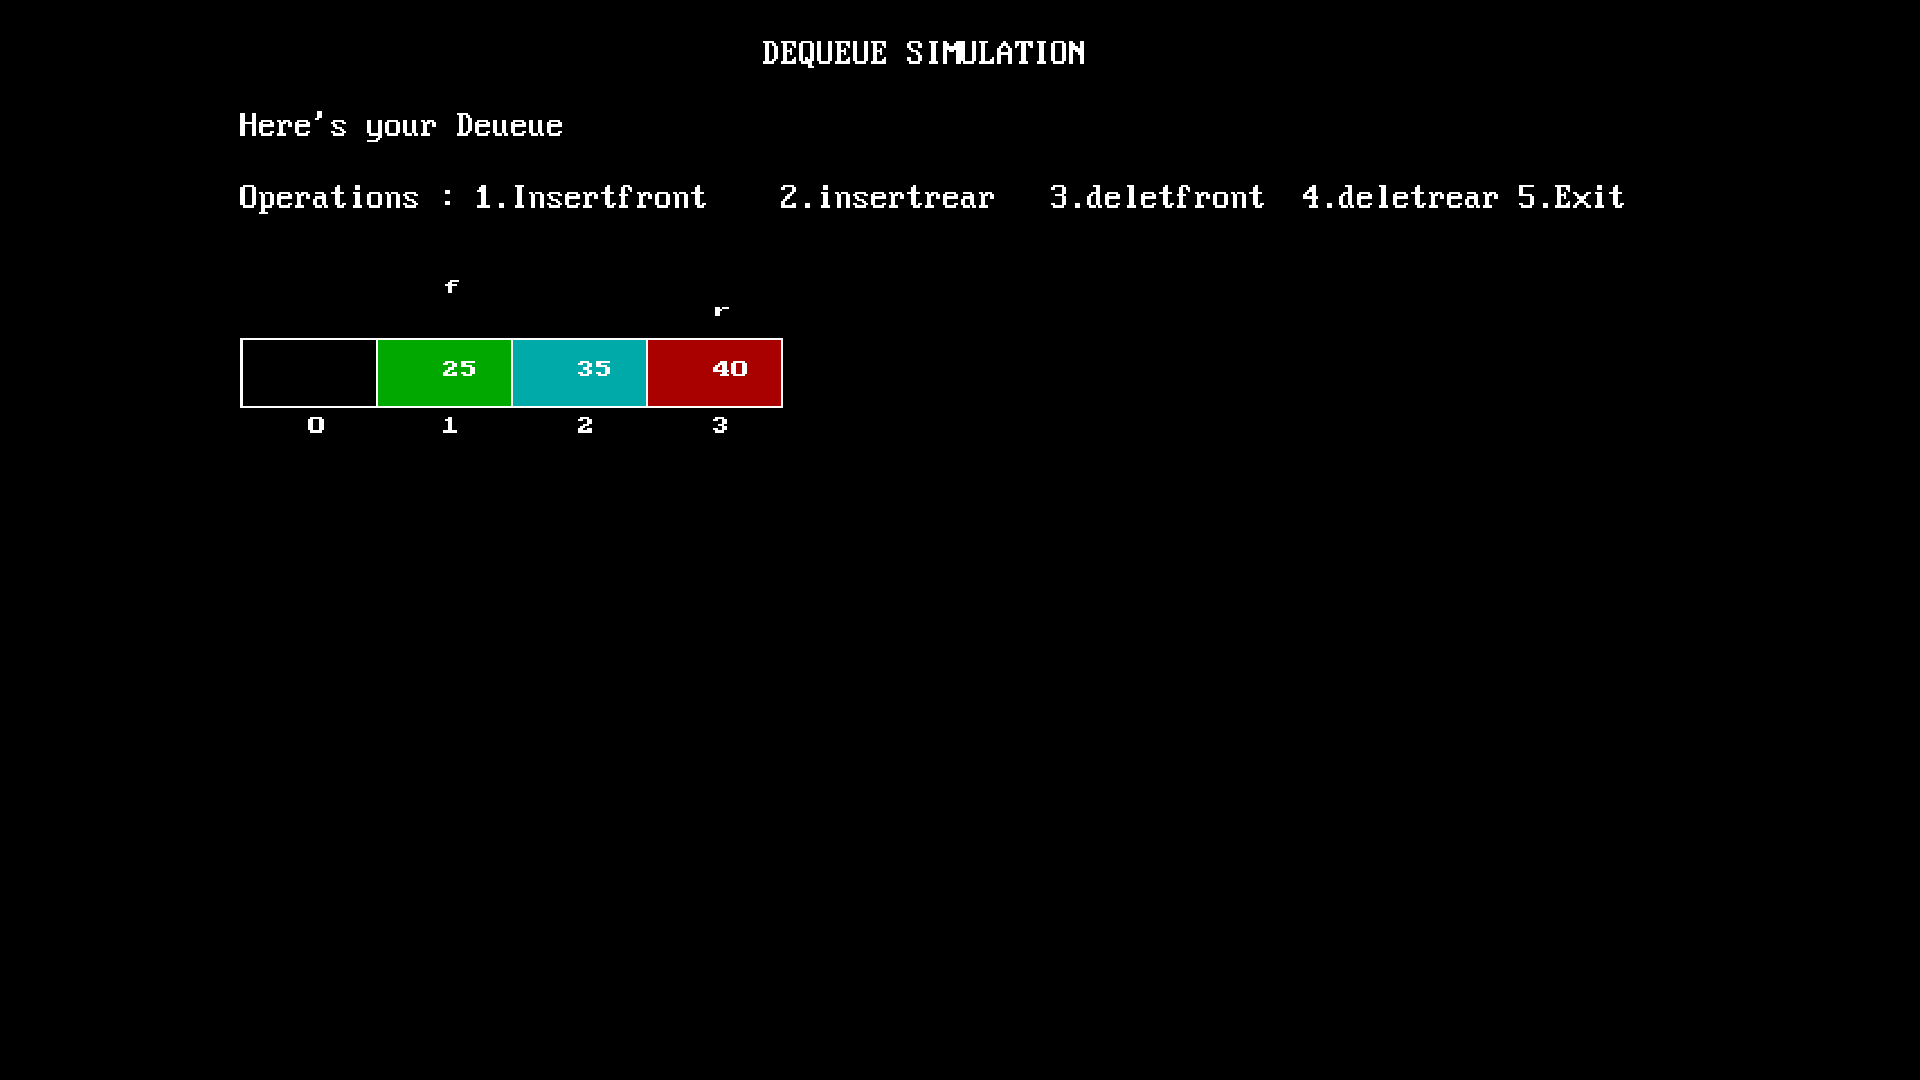 DEQUEUE SIMULATION
Here's your Deueue
Operations : 1.Insertfront 2.insertrear 3.deletfront 4.deletrear 5.Exit
f
r
25 35 40
0 1 2 3